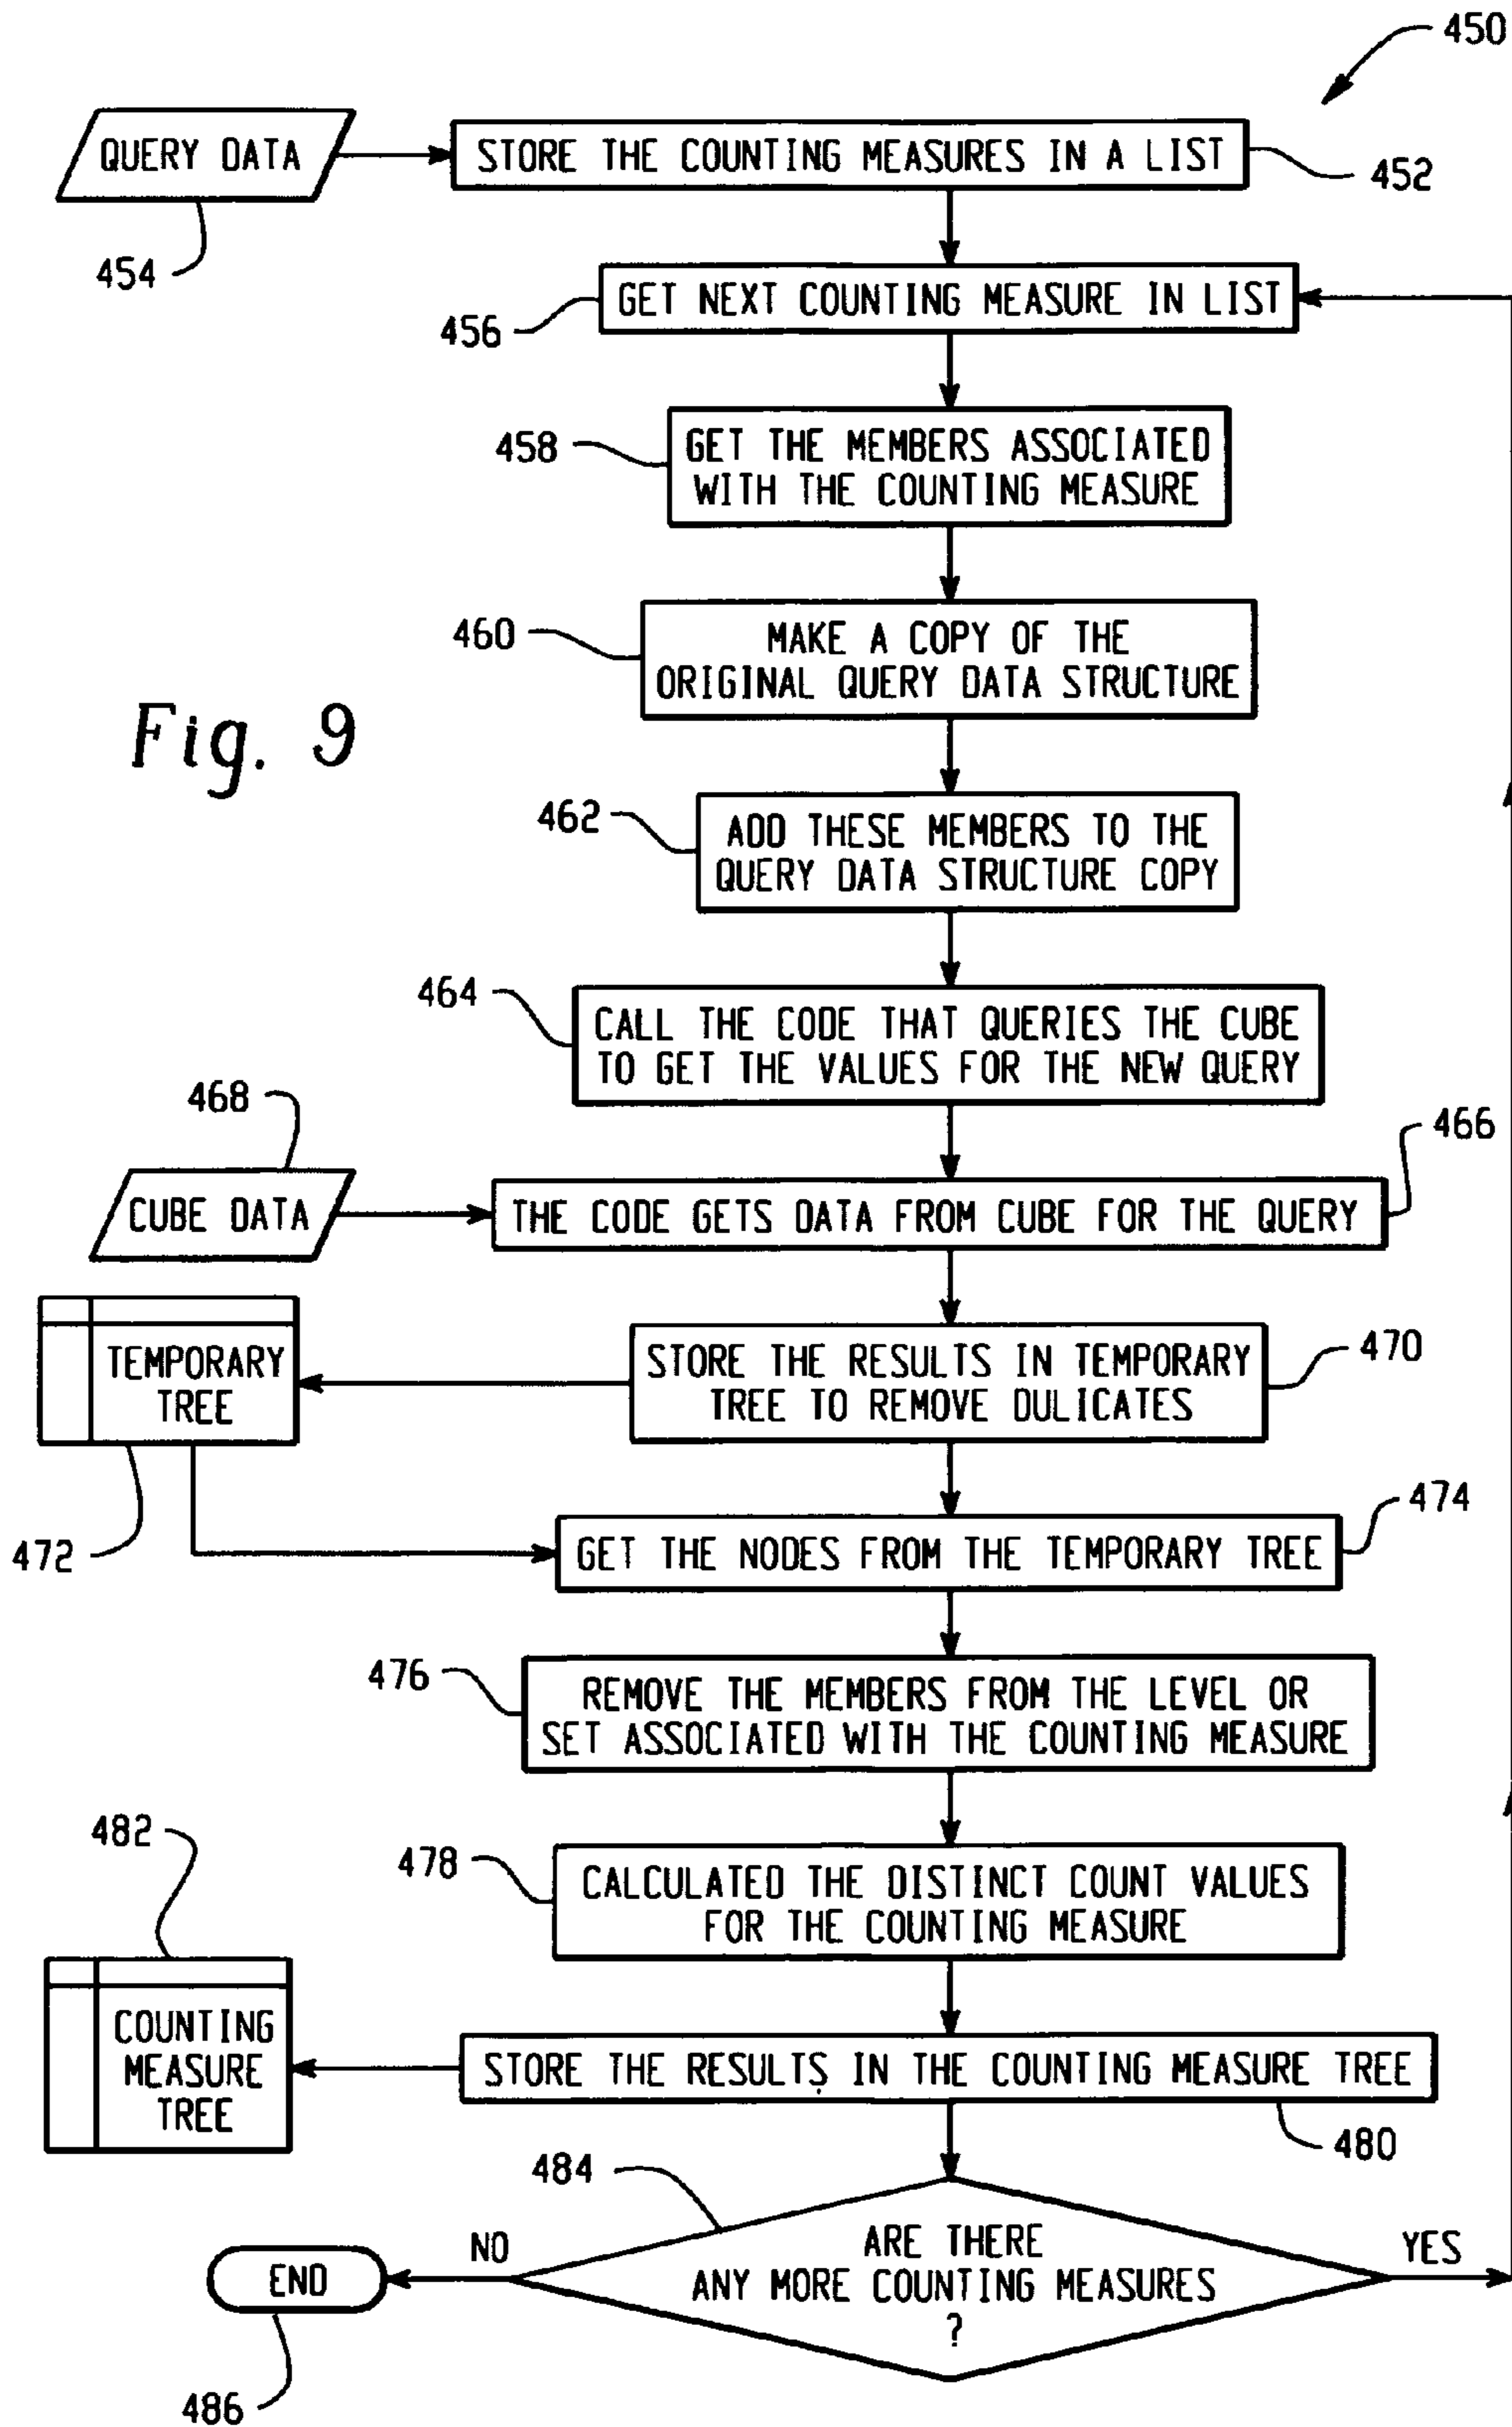 450
QUERY DATA
STORE THE COUNTING MEASURES IN A LIST
452
454
GET NEXT COUNTING MEASURE IN LIST
456
458
GET THE MEMBERS ASSOCIATED
WITH THE COUNTING MEASURE
460
MAKE A COPY OF THE
ORIGINAL QUERY DATA STRUCTURE
Fig. 9
462
ADD THESE MEMBERS TO THE
QUERY DATA STRUCTURE COPY
464
CALL THE CODE THAT QUERIES THE CUBE
TO GET THE VALUES FOR THE NEW QUERY
468
466
CUBE DATA
THE CODE GETS DATA FROM CUBE FOR THE QUERY
TEMPORARY
TREE
STORE THE RESULTS IN TEMPORARY
TREE TO REMOVE DULICATES
470
472
474
GET THE NODES FROM THE TEMPORARY TREE
476
REMOVE THE MEMBERS FROM THE LEVEL OR
SET ASSOCIATED WITH THE COUNTING MEASURE
482
478
CALCULATED THE DISTINCT COUNT VALUES
FOR THE COUNTING MEASURE
COUNTING
MEASURE
TREE
STORE THE RESULTS IN THE COUNTING MEASURE TREE
480
484
ARE THERE
ANY MORE COUNTING MEASURES
?
NO
YES
END
486